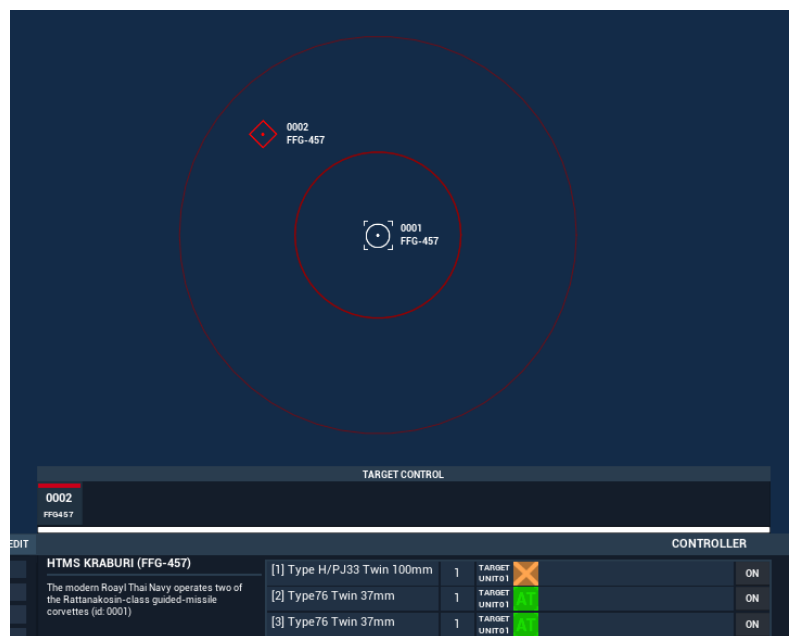 0002
FFG-457
0001
FFG-457
TARGET CONTROL
0002
FFG457
EDIT
CONTROLLER
HTMS KRABURI (FFG-457)
The modern Roayl Thai Navy operates two of
the Rattanakosin-class guided-missile
corvettes (id: 0001)
[1] Type H/PJ33 Twin 100mm 1 TARGET UNIT01 ON
[2] Type76 Twin 37mm 1 TARGET UNIT01 AT ON
[3] Type76 Twin 37mm 1 TARGET UNIT01 AT ON